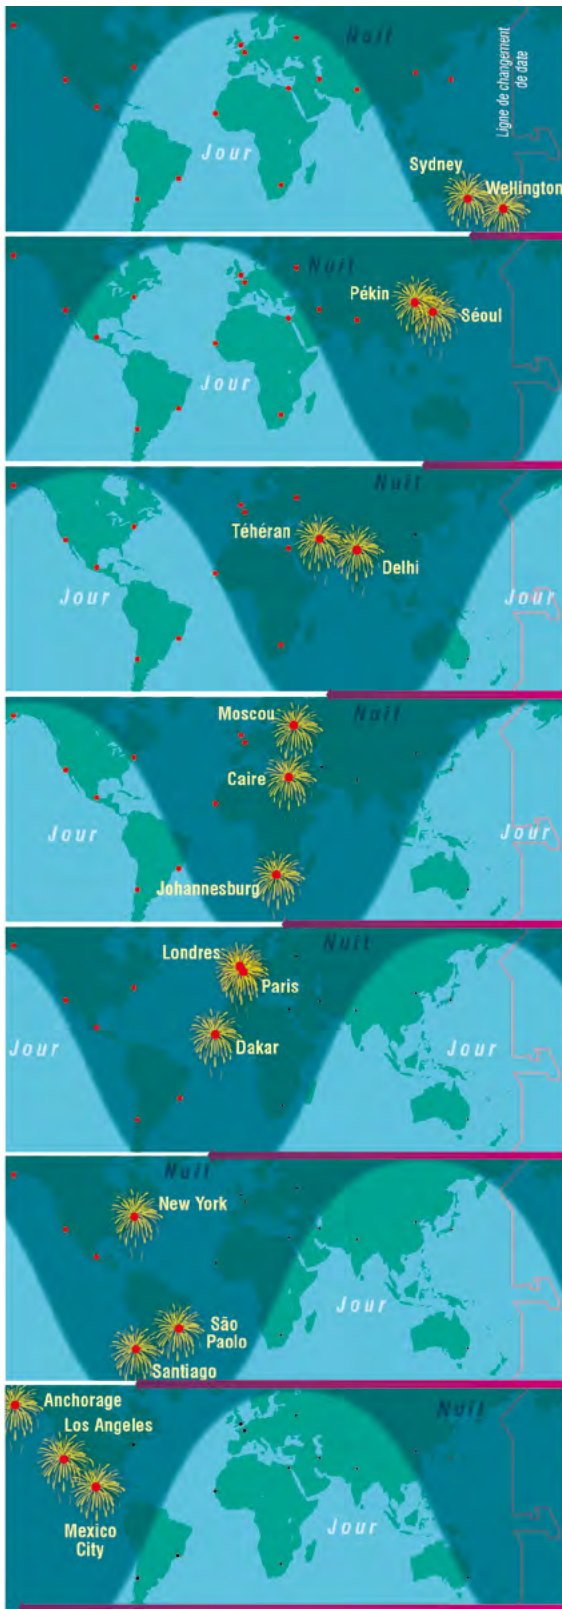 Nuit
Ligne de changement
de date
Jour
Sydney
Wellington
Nuit
Pékin
Séoul
Jour
Nuit
Téhéran
Delhi
Jour
Jour
Moscou
Nuit
Caire
Jour
Jour
Johannesburg
Londres
Nuit
Paris
Dakar
Jour
Jour
Nuit
New York
Jour
São
Paolo
Santiago
Anchorage
Nuit
Los Angeles
Mexico
City
Jour